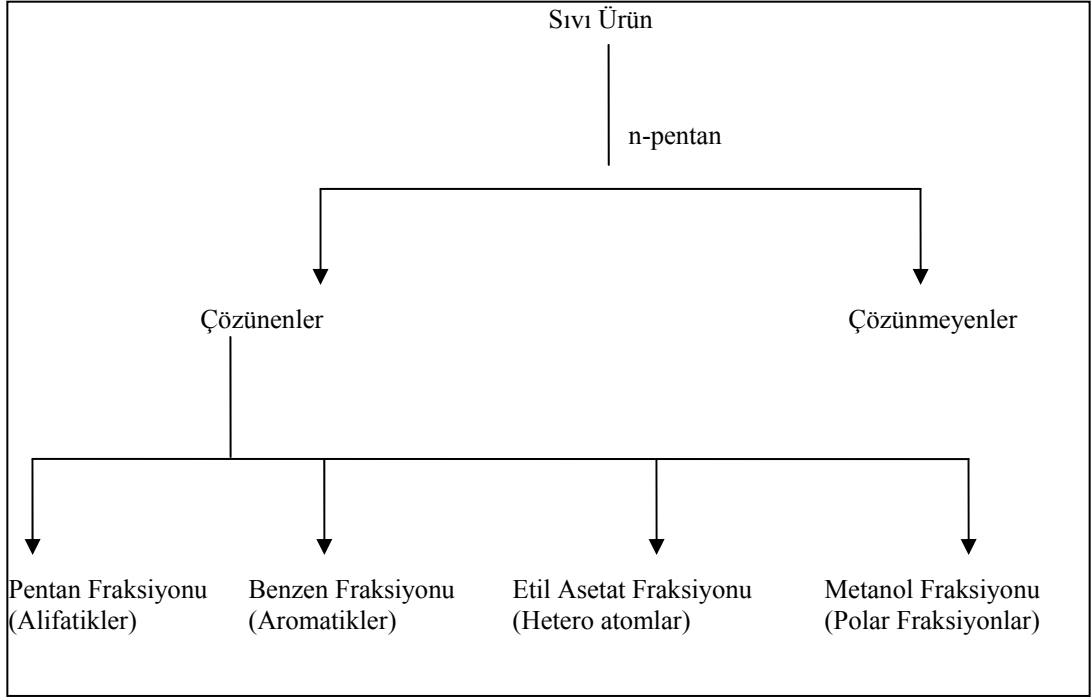 Sıvı Ürün
n-pentan
Çözünenler
Çözünmeyenler
Pentan Fraksiyonu
(Alifatikler)
Benzen Fraksiyonu
(Aromatikler)
Etil Asetat Fraksiyonu
(Hetero atomlar)
Metanol Fraksiyonu
(Polar Fraksiyonlar)